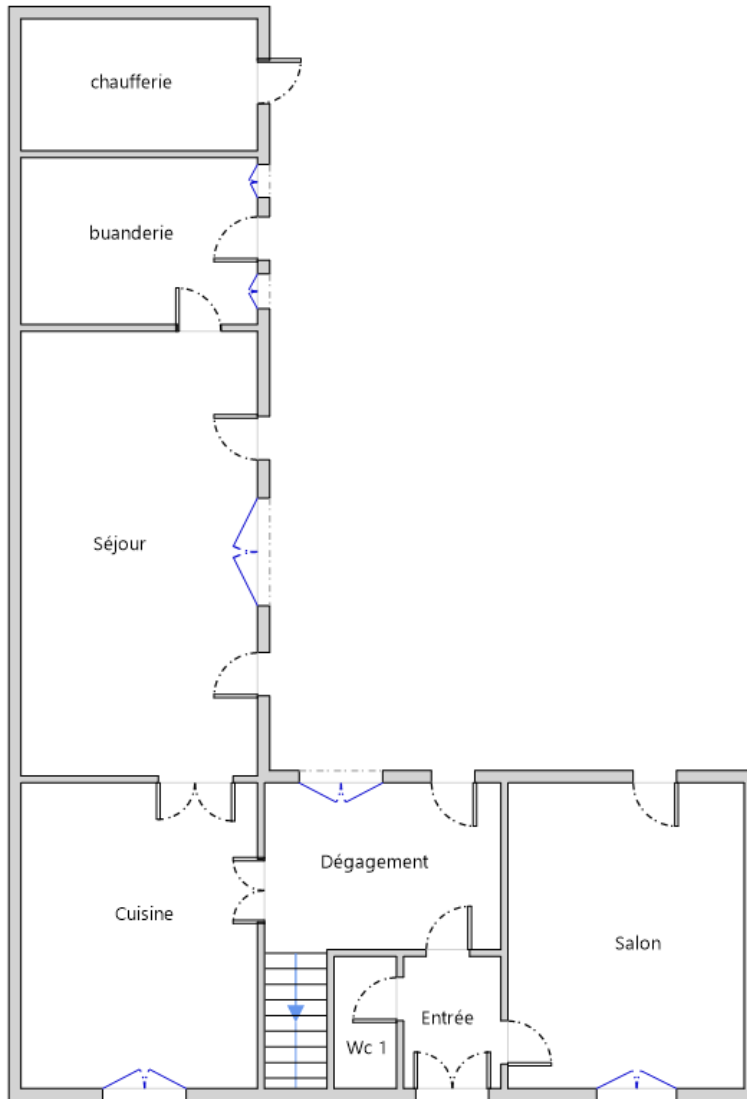 chaufferie
buanderie
Séjour
Dégagement
Cuisine
Salon
Entrée
Wc 1